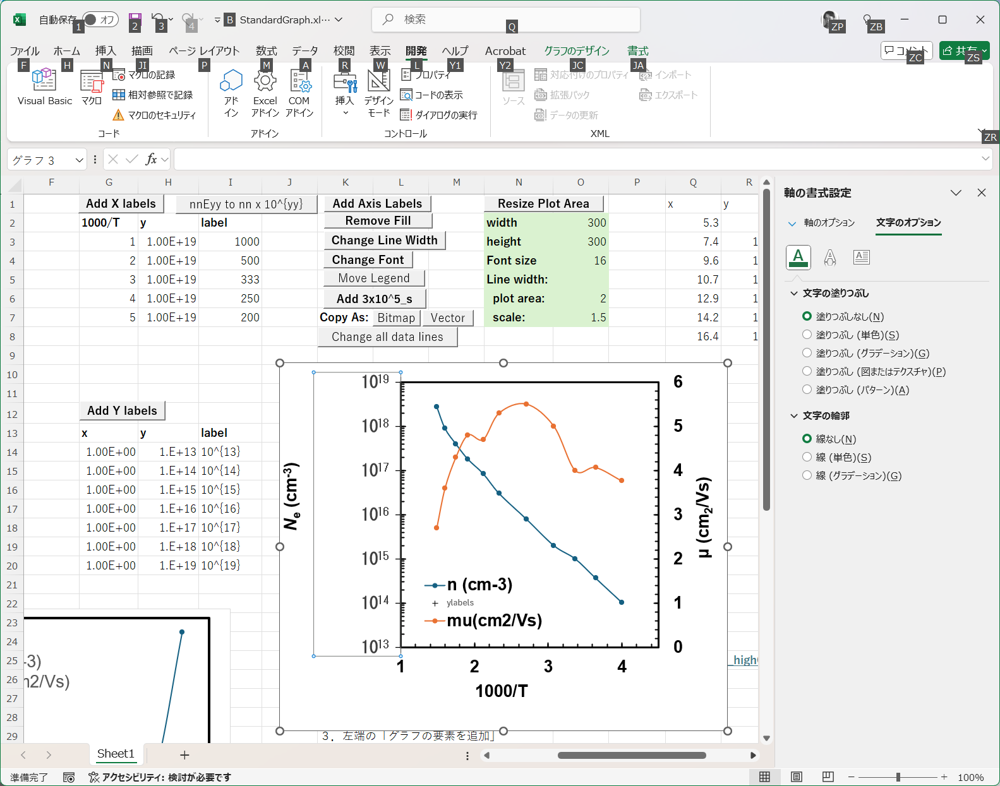 自動保存 オフ
1 2 3 4 B StandardGraph.xl… 検索 Q ZP ZB
ファイル ホーム 挿入 描画 ページ レイアウト 数式 データ 校閲 表示 開発 ヘルプ Acrobat グラフのデザイン 書式 コメント 共有
F H N JI P M A R W L Y1 Y2 JC JA ZC ZS
Visual Basic マクロ
マクロの記録
相対参照で記録
マクロのセキュリティ
コード
アド
イン
Excel
アドイン
COM
アドイン
アドイン
挿入
デザイン
モード
プロパティ
コードの表示
ダイアログの実行
コントロール
ソース
対応付けのプロパティ
拡張パック
データの更新
インポート
エクスポート
XML
ZR
グラフ 3 fx
F G H I J K L M N O P Q R
1 Add X labels nnEyy to nn x 10^{yy} Add Axis Labels Resize Plot Area x y
2 1000/T y label Remove Fill width 300 5.3
3 1 1.00E+19 1000 Change Line Width height 300 7.4 1
4 2 1.00E+19 500 Change Font Font size 16 9.6 1
5 3 1.00E+19 333 Move Legend Line width: 10.7 1
6 4 1.00E+19 250 Add 3x10^5_s plot area: 2 12.9 1
7 5 1.00E+19 200 Copy As: Bitmap Vector scale: 1.5 14.2 1
8 Change all data lines 16.4 1
9
10
11
12 Add Y labels
13 x y label
14 1.00E+00 1.E+13 10^{13}
15 1.00E+00 1.E+14 10^{14}
16 1.00E+00 1.E+15 10^{15}
17 1.00E+00 1.E+16 10^{16}
18 1.00E+00 1.E+17 10^{17}
19 1.00E+00 1.E+18 10^{18}
20 1.00E+00 1.E+19 10^{19}
21
22
23
24
25
26
27
28
29
-3)
n2/Vs)
10¹⁹
10¹⁸
10¹⁷
10¹⁶
10¹⁵
10¹⁴
10¹³
Nₑ (cm⁻³)
n (cm-3)
ylabels
mu(cm2/Vs)
6
5
4
3
2
1
0
μ (cm₂/Vs)
1 2 3 4
1000/T
_high
3．左端の「グラフの要素を追加」
軸の書式設定
軸のオプション 文字のオプション
文字の塗りつぶし
塗りつぶしなし(N)
塗りつぶし (単色)(S)
塗りつぶし (グラデーション)(G)
塗りつぶし (図またはテクスチャ)(P)
塗りつぶし (パターン)(A)
文字の輪郭
線なし(N)
線 (単色)(S)
線 (グラデーション)(G)
Sheet1
準備完了 アクセシビリティ: 検討が必要です 100%